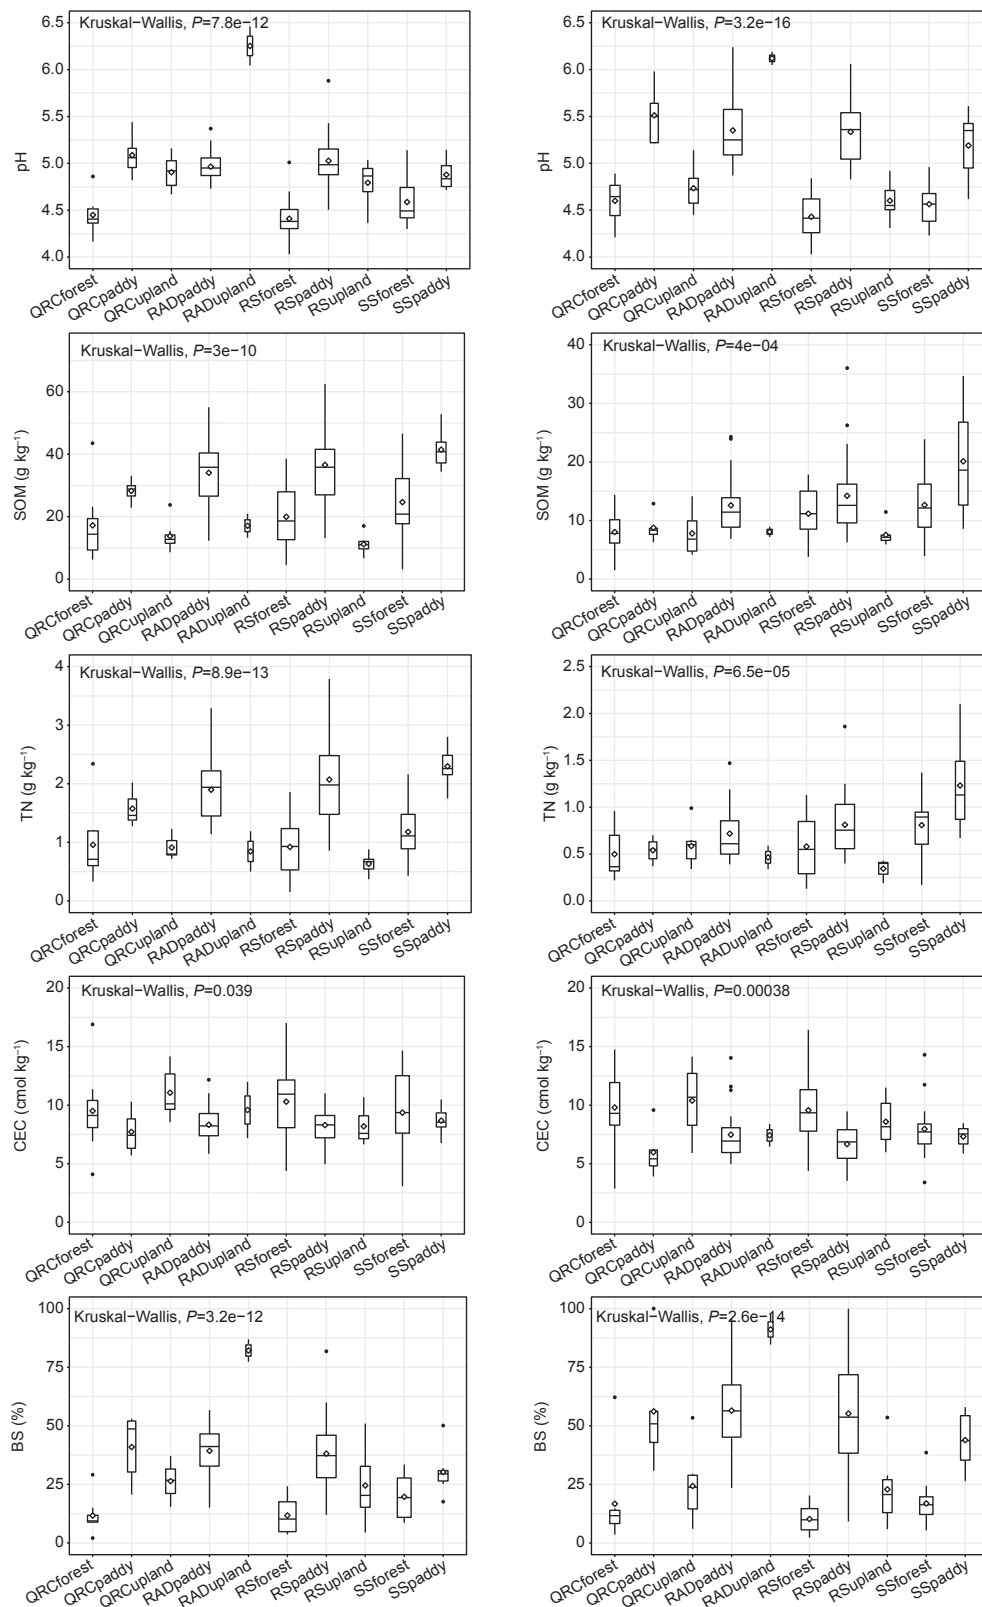 Kruskal−Wallis, P=7.8e−12
6.5
6.0
5.5
5.0
4.5
4.0
pH
QRCforest
QRCpaddy
QRCupland
RADpaddy
RADupland
RSforest
RSpaddy
RSupland
SSforest
SSpaddy
Kruskal−Wallis, P=3.2e−16
6.5
6.0
5.5
5.0
4.5
4.0
pH
QRCforest
QRCpaddy
QRCupland
RADpaddy
RADupland
RSforest
RSpaddy
RSupland
SSforest
SSpaddy
Kruskal−Wallis, P=3e−10
60
40
20
0
SOM (g kg⁻¹)
QRCforest
QRCpaddy
QRCupland
RADpaddy
RADupland
RSforest
RSpaddy
RSupland
SSforest
SSpaddy
Kruskal−Wallis, P=4e−04
40
30
20
10
0
SOM (g kg⁻¹)
QRCforest
QRCpaddy
QRCupland
RADpaddy
RADupland
RSforest
RSpaddy
RSupland
SSforest
SSpaddy
Kruskal−Wallis, P=8.9e−13
4
3
2
1
0
TN (g kg⁻¹)
QRCforest
QRCpaddy
QRCupland
RADpaddy
RADupland
RSforest
RSpaddy
RSupland
SSforest
SSpaddy
Kruskal−Wallis, P=6.5e−05
2.5
2.0
1.5
1.0
0.5
0.0
TN (g kg⁻¹)
QRCforest
QRCpaddy
QRCupland
RADpaddy
RADupland
RSforest
RSpaddy
RSupland
SSforest
SSpaddy
Kruskal−Wallis, P=0.039
20
15
10
5
0
CEC (cmol kg⁻¹)
QRCforest
QRCpaddy
QRCupland
RADpaddy
RADupland
RSforest
RSpaddy
RSupland
SSforest
SSpaddy
Kruskal−Wallis, P=0.00038
20
15
10
5
0
CEC (cmol kg⁻¹)
QRCforest
QRCpaddy
QRCupland
RADpaddy
RADupland
RSforest
RSpaddy
RSupland
SSforest
SSpaddy
Kruskal−Wallis, P=3.2e−12
100
75
50
25
0
BS (%)
QRCforest
QRCpaddy
QRCupland
RADpaddy
RADupland
RSforest
RSpaddy
RSupland
SSforest
SSpaddy
Kruskal−Wallis, P=2.6e−14
100
75
50
25
0
BS (%)
QRCforest
QRCpaddy
QRCupland
RADpaddy
RADupland
RSforest
RSpaddy
RSupland
SSforest
SSpaddy